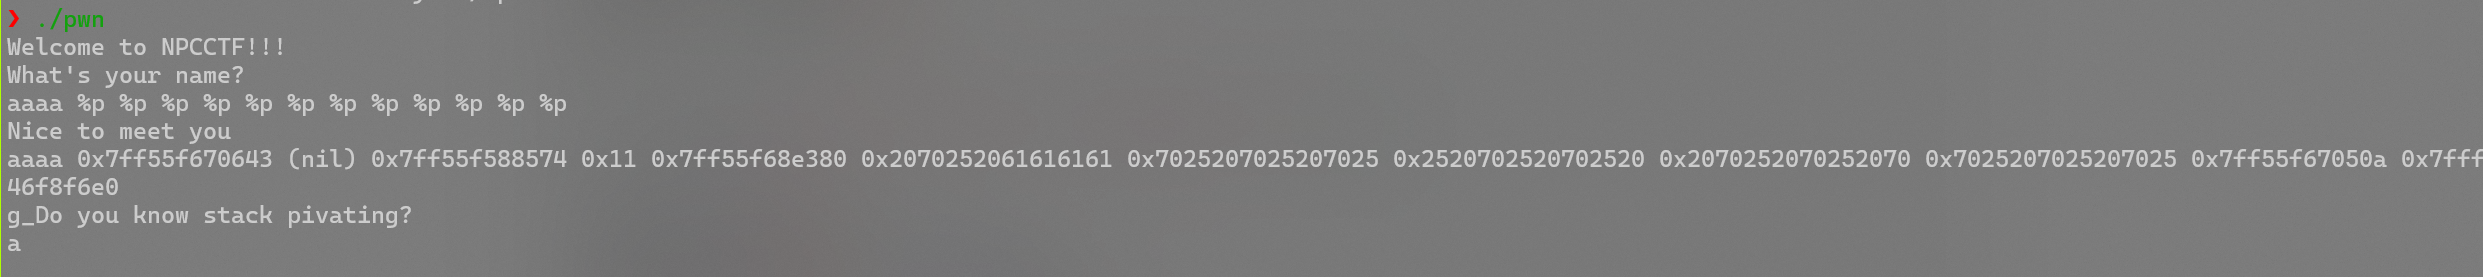 ❯ ./pwn
Welcome to NPCCTF!!!
What's your name?
aaaa %p %p %p %p %p %p %p %p %p %p %p %p
Nice to meet you
aaaa 0x7ff55f670643 (nil) 0x7ff55f588574 0x11 0x7ff55f68e380 0x2070252061616161 0x7025207025207025 0x2520702520702520 0x2070252070252070 0x7025207025207025 0x7ff55f67050a 0x7fff
46f8f6e0
g_Do you know stack pivating?
a